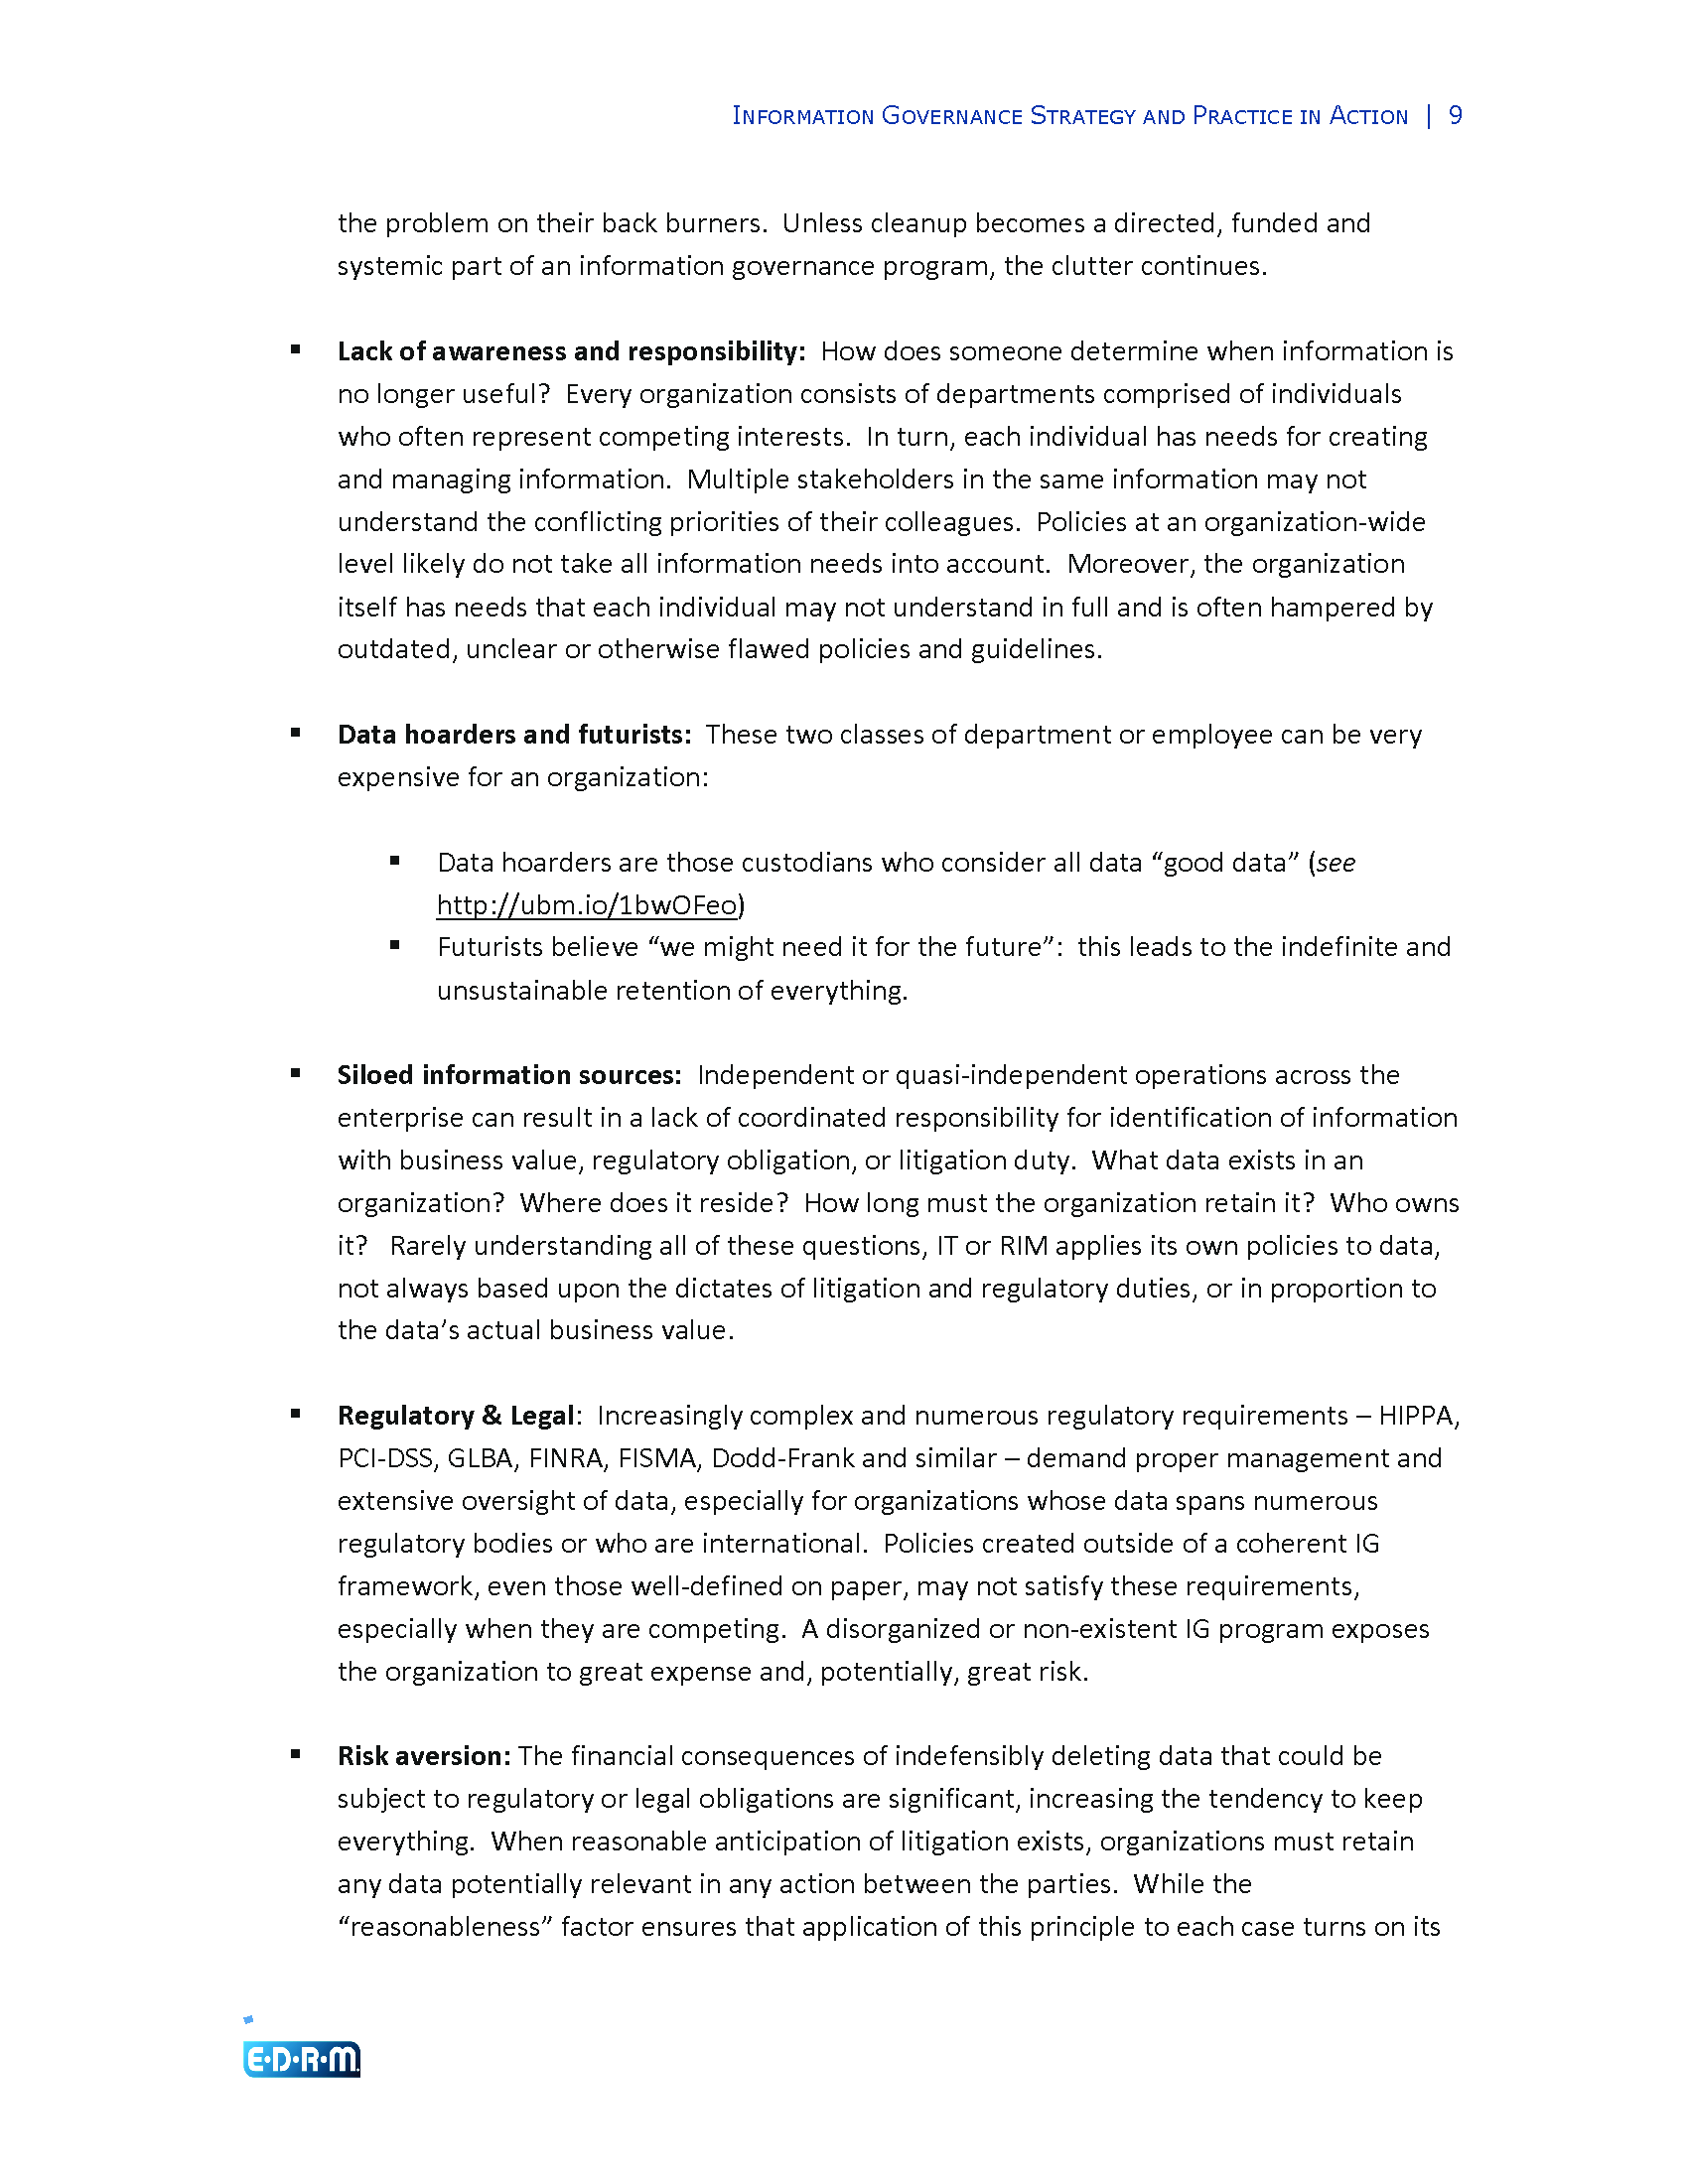 INFORMATION GOVERNANCE STRATEGY AND PRACTICE IN ACTION | 9
the problem on their back burners.  Unless cleanup becomes a directed, funded and
systemic part of an information governance program, the clutter continues.
▪ Lack of awareness and responsibility:  How does someone determine when information is
no longer useful?  Every organization consists of departments comprised of individuals
who often represent competing interests.  In turn, each individual has needs for creating
and managing information.  Multiple stakeholders in the same information may not
understand the conflicting priorities of their colleagues.  Policies at an organization-wide
level likely do not take all information needs into account.  Moreover, the organization
itself has needs that each individual may not understand in full and is often hampered by
outdated, unclear or otherwise flawed policies and guidelines.
▪ Data hoarders and futurists:  These two classes of department or employee can be very
expensive for an organization:
▪ Data hoarders are those custodians who consider all data “good data” (see
http://ubm.io/1bwOFeo)
▪ Futurists believe “we might need it for the future”:  this leads to the indefinite and
unsustainable retention of everything.
▪ Siloed information sources:  Independent or quasi-independent operations across the
enterprise can result in a lack of coordinated responsibility for identification of information
with business value, regulatory obligation, or litigation duty.  What data exists in an
organization?  Where does it reside?  How long must the organization retain it?  Who owns
it?   Rarely understanding all of these questions, IT or RIM applies its own policies to data,
not always based upon the dictates of litigation and regulatory duties, or in proportion to
the data’s actual business value.
▪ Regulatory & Legal:  Increasingly complex and numerous regulatory requirements – HIPPA,
PCI-DSS, GLBA, FINRA, FISMA, Dodd-Frank and similar – demand proper management and
extensive oversight of data, especially for organizations whose data spans numerous
regulatory bodies or who are international.  Policies created outside of a coherent IG
framework, even those well-defined on paper, may not satisfy these requirements,
especially when they are competing.  A disorganized or non-existent IG program exposes
the organization to great expense and, potentially, great risk.
▪ Risk aversion: The financial consequences of indefensibly deleting data that could be
subject to regulatory or legal obligations are significant, increasing the tendency to keep
everything.  When reasonable anticipation of litigation exists, organizations must retain
any data potentially relevant in any action between the parties.  While the
“reasonableness” factor ensures that application of this principle to each case turns on its
E·D·R·M